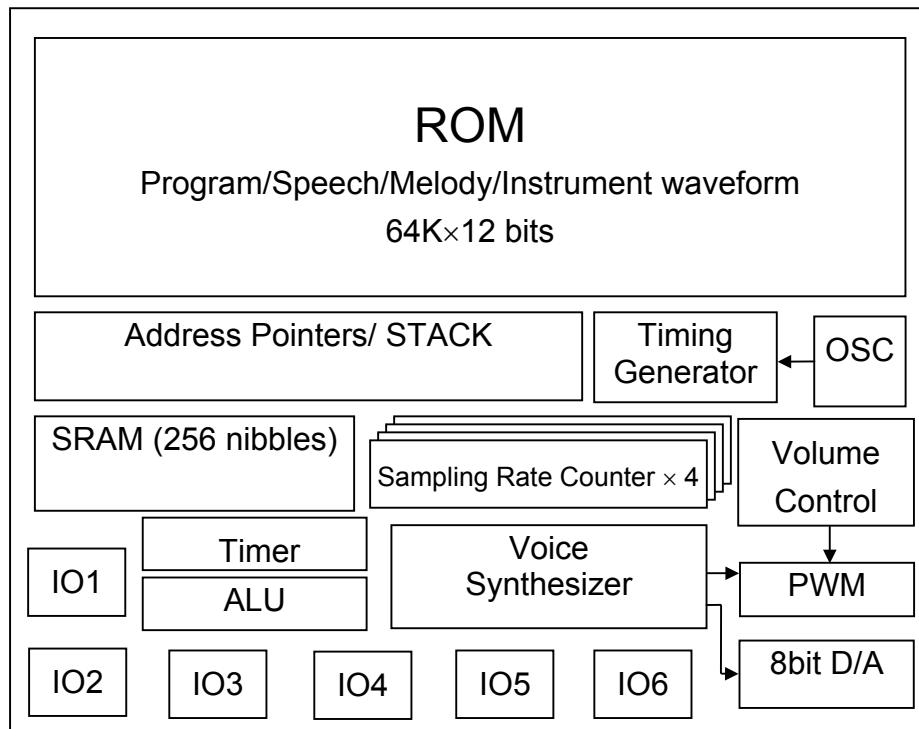 ROM
Program/Speech/Melody/Instrument waveform
64K×12 bits
Address Pointers/ STACK
Timing
Generator
OSC
SRAM (256 nibbles)
Sampling Rate Counter × 4
Volume
Control
Timer
ALU
Voice
Synthesizer
IO1
PWM
IO2
IO3
IO4
IO5
IO6
8bit D/A